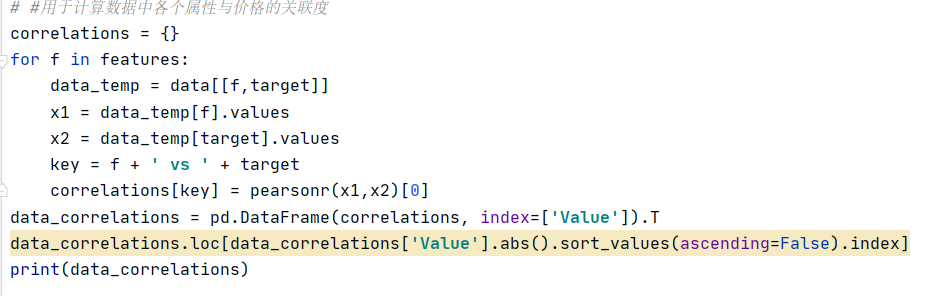 # #用于计算数据中各个属性与价格的关联度
correlations = {}
for f in features:
    data_temp = data[[f,target]]
    x1 = data_temp[f].values
    x2 = data_temp[target].values
    key = f + ' vs ' + target
    correlations[key] = pearsonr(x1,x2)[0]
data_correlations = pd.DataFrame(correlations, index=['Value']).T
data_correlations.loc[data_correlations['Value'].abs().sort_values(ascending=False).index]
print(data_correlations)